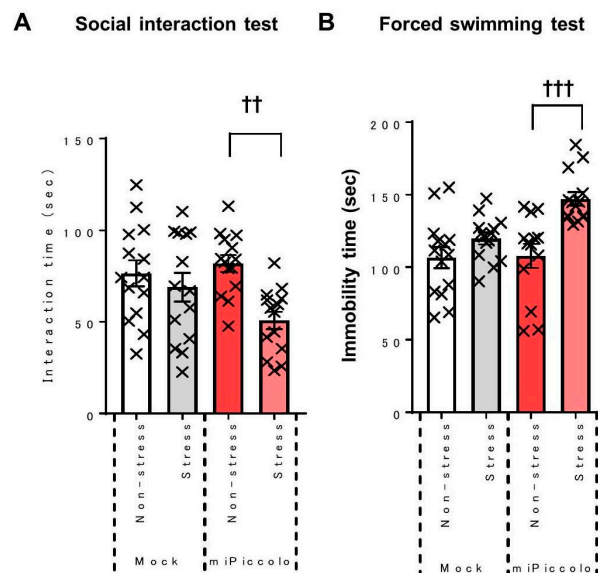 A Social interaction test
††
Interaction time (sec)
150
100
50
0
Non-stress
Stress
Non-stress
Stress
Mock
miPiccolo
B Forced swimming test
†††
Immobility time (sec)
200
150
100
50
0
Non-stress
Stress
Non-stress
Stress
Mock
miPiccolo